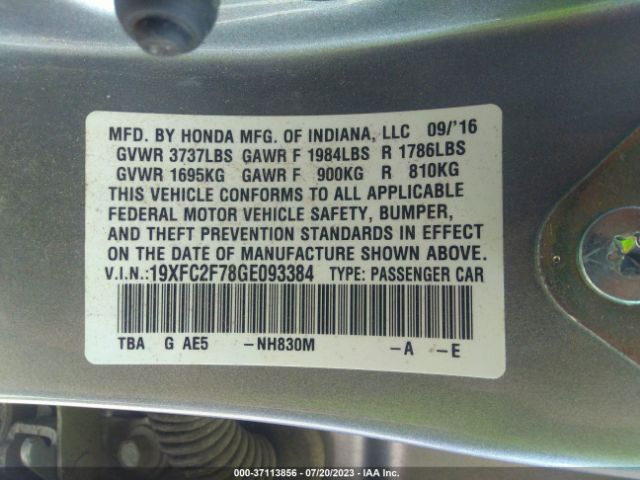 MFD. BY HONDA MFG. OF INDIANA, LLC 09/'16
GVWR 3737LBS GAWR F 1984LBS R 1786LBS
GVWR 1695KG GAWR F 900KG R 810KG
THIS VEHICLE CONFORMS TO ALL APPLICABLE
FEDERAL MOTOR VEHICLE SAFETY, BUMPER,
AND THEFT PREVENTION STANDARDS IN EFFECT
ON THE DATE OF MANUFACTURE SHOWN ABOVE.
V.I.N.:19XFC2F78GE093384 TYPE: PASSENGER CAR
TBA G AE5 -NH830M -A -E
000-37113856 - 07/20/2023 - IAA Inc.